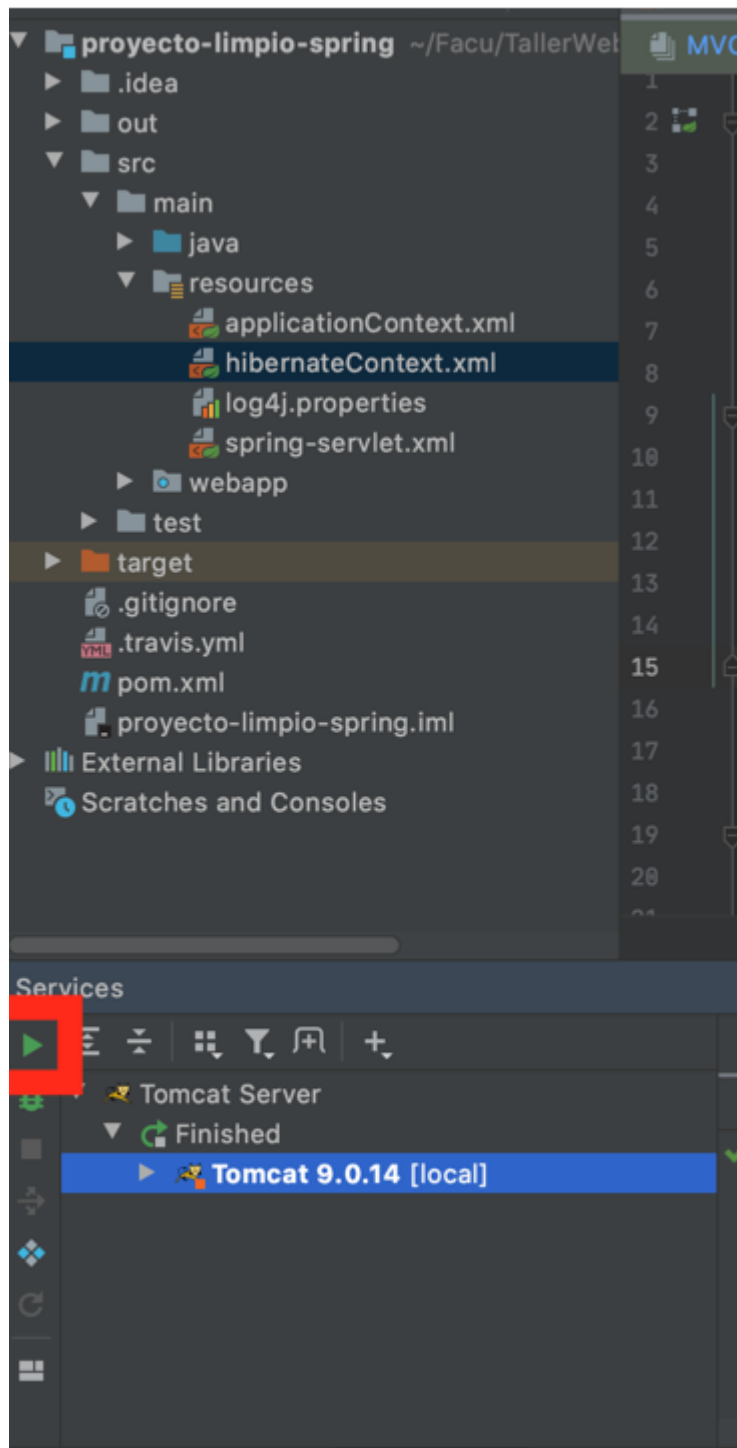 proyecto-limpio-spring ~/Facu/TallerWeb
.idea
out
src
main
java
resources
applicationContext.xml
hibernateContext.xml
log4j.properties
spring-servlet.xml
webapp
test
target
.gitignore
.travis.yml
pom.xml
proyecto-limpio-spring.iml
External Libraries
Scratches and Consoles
MVC
1
2
3
4
5
6
7
8
9
10
11
12
13
14
15
16
17
18
19
20
Services
Tomcat Server
Finished
Tomcat 9.0.14 [local]